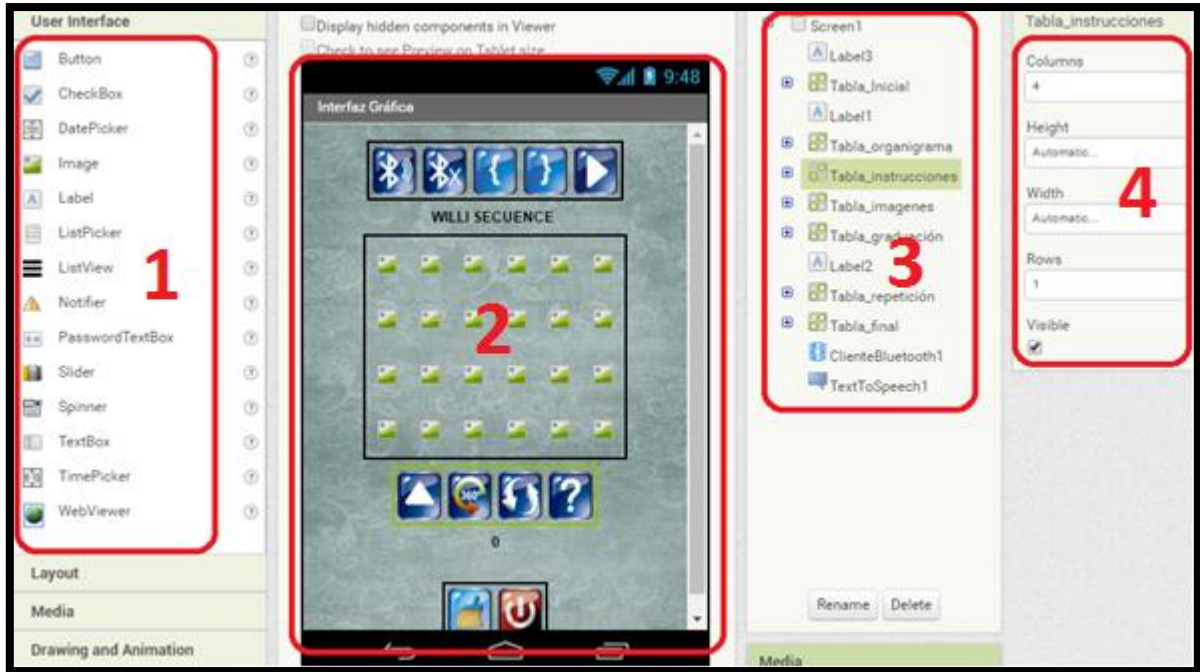 User Interface
Button
CheckBox
DatePicker
Image
Label
ListPicker
ListView
Notifier
PasswordTextBox
Slider
Spinner
TextBox
TimePicker
WebViewer
Layout
Media
Drawing and Animation
1
Display hidden components in Viewer
Check to see Preview on Tablet size.
9:48
Interfaz Gráfica
{ }
WILLI SECUENCE
2
360°
?
0
Screen1
Label3
Tabla_Inicial
Label1
Tabla_organigrama
Tabla_instrucciones
Tabla_imagenes
Tabla_graduación
Label2
Tabla_repetición
Tabla_final
ClienteBluetooth1
TextToSpeech1
3
Rename Delete
Media
Tabla_instrucciones
Columns
4
Height
Automatic...
Width
Automatic...
Rows
1
Visible
4